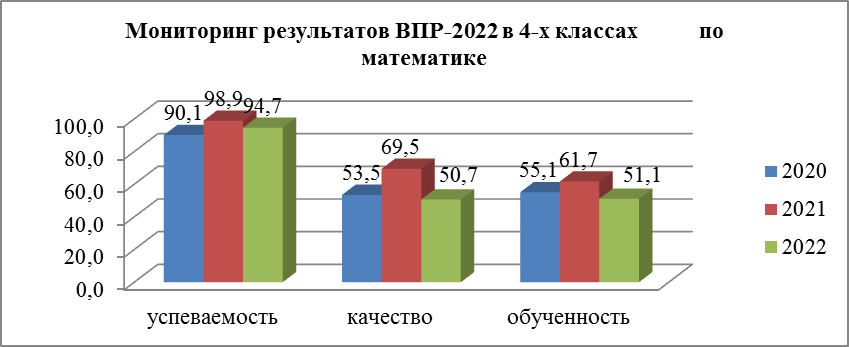 Мониторинг результатов ВПР-2022 в 4-х классах по
математике
90,1 98,9 94,7
53,5 69,5 50,7
55,1 61,7 51,1
100,0
80,0
60,0
40,0
20,0
0,0
успеваемость качество обученность
2020
2021
2022